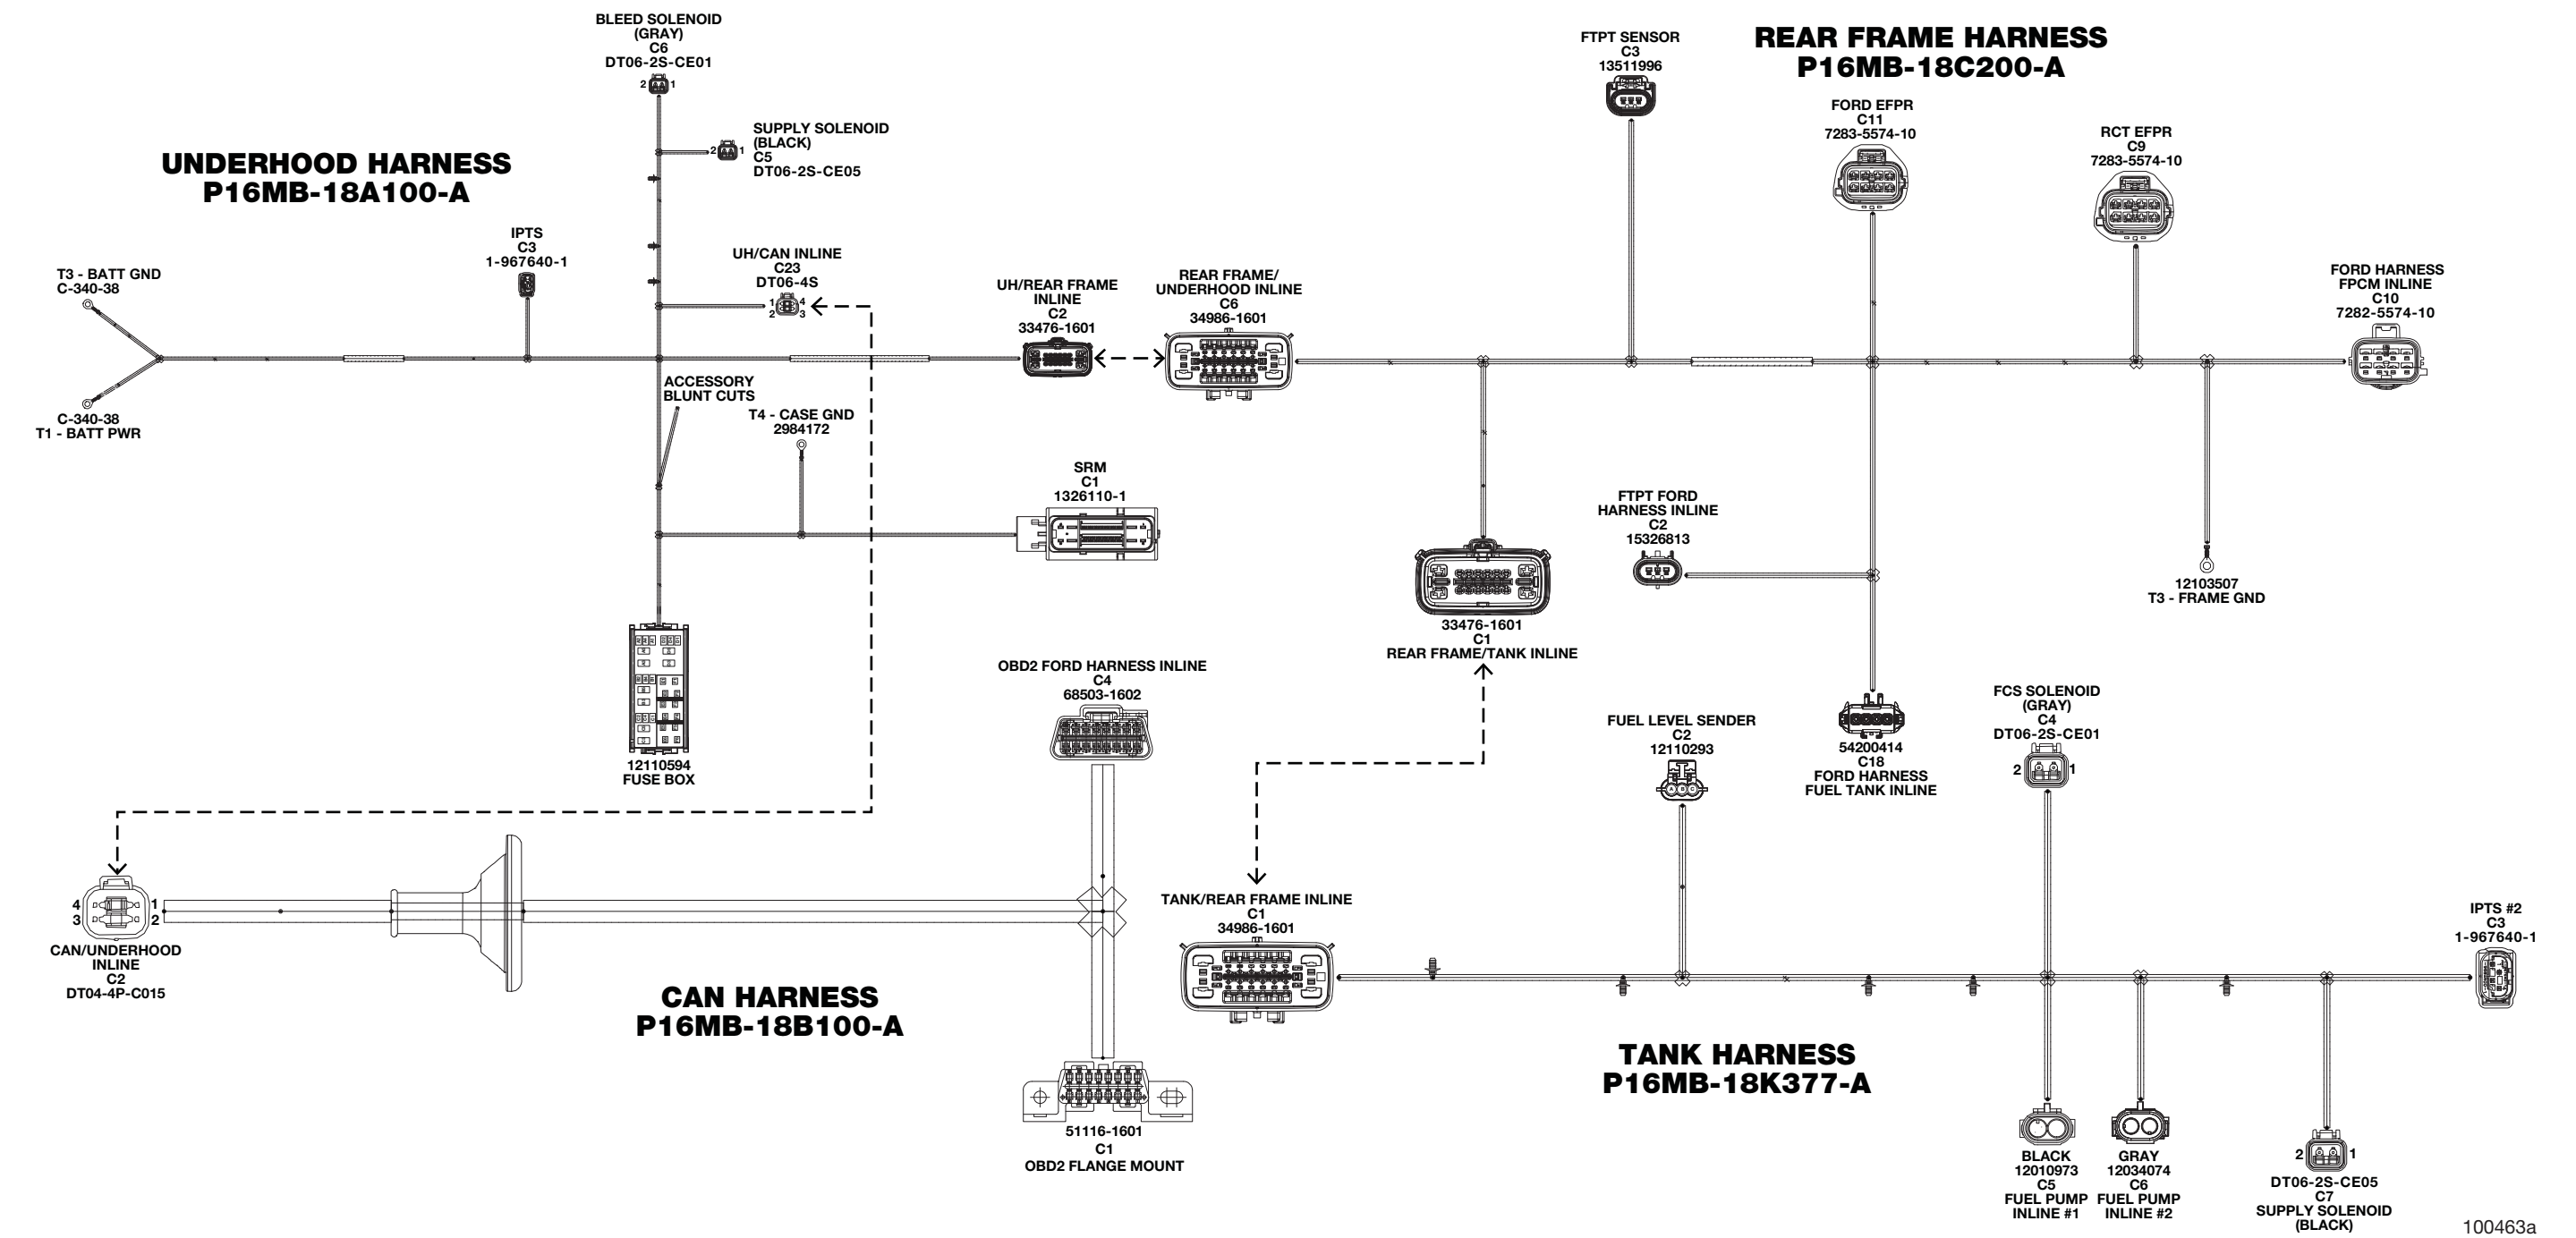 BLEED SOLENOID
(GRAY)
C6
DT06-2S-CE01
2 1
SUPPLY SOLENOID
(BLACK)
C5
DT06-2S-CE05
2 1
UNDERHOOD HARNESS
P16MB-18A100-A
IPTS
C3
1-967640-1
T3 - BATT GND
C-340-38
C-340-38
T1 - BATT PWR
UH/CAN INLINE
C23
DT06-4S
1 4
2 3
UH/REAR FRAME
INLINE
C2
33476-1601
ACCESSORY
BLUNT CUTS
T4 - CASE GND
2984172
SRM
C1
1326110-1
12110594
FUSE BOX
REAR FRAME HARNESS
P16MB-18C200-A
REAR FRAME/
UNDERHOOD INLINE
C6
34986-1601
FTPT SENSOR
C3
13511996
FORD EFPR
C11
7283-5574-10
RCT EFPR
C9
7283-5574-10
FORD HARNESS
FPCM INLINE
C10
7282-5574-10
FTPT FORD
HARNESS INLINE
C2
15326813
12103507
T3 - FRAME GND
33476-1601
C1
REAR FRAME/TANK INLINE
54200414
C18
FORD HARNESS
FUEL TANK INLINE
OBD2 FORD HARNESS INLINE
C4
68503-1602
4 1
3 2
CAN/UNDERHOOD
INLINE
C2
DT04-4P-C015
CAN HARNESS
P16MB-18B100-A
51116-1601
C1
OBD2 FLANGE MOUNT
FUEL LEVEL SENDER
C2
12110293
A B C
FCS SOLENOID
(GRAY)
C4
DT06-2S-CE01
2 1
TANK/REAR FRAME INLINE
C1
34986-1601
IPTS #2
C3
1-967640-1
TANK HARNESS
P16MB-18K377-A
BLACK
12010973
C5
FUEL PUMP
INLINE #1
GRAY
12034074
C6
FUEL PUMP
INLINE #2
2 1
DT06-2S-CE05
C7
SUPPLY SOLENOID
(BLACK)
100463a